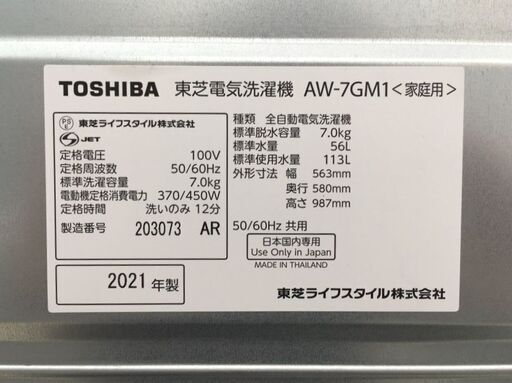 TOSHIBA 東芝電気洗濯機 AW-7GM1<家庭用>
PSE 東芝ライフスタイル株式会社
S JET
定格電圧 100V
定格周波数 50/60Hz
標準洗濯容量 7.0kg
電動機定格消費電力 370/450W
定格時間 洗いのみ 12分
製造番号 203073 AR
2021 年製
種類 全自動電気洗濯機
標準脱水容量 7.0kg
標準水量 56L
標準使用水量 113L
外形寸法 幅 563mm
奥行 580mm
高さ 987mm
50/60Hz 共用
日本国内専用
Use Only in Japan
MADE IN THAILAND
東芝ライフスタイル株式会社